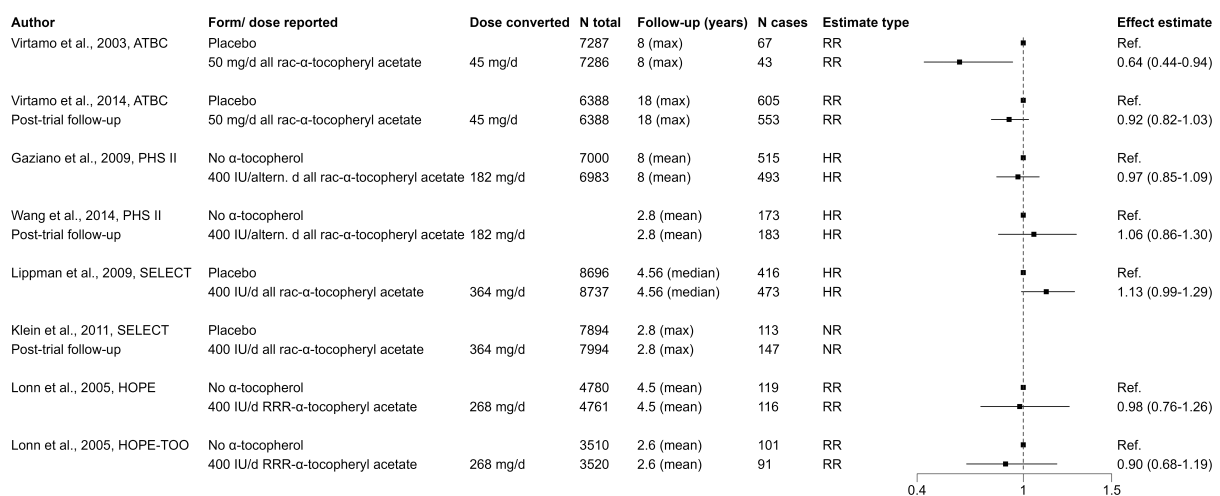 Author Form/ dose reported Dose converted N total Follow-up (years) N cases Estimate type Effect estimate
Virtamo et al., 2003, ATBC Placebo 7287 8 (max) 67 RR Ref.
50 mg/d all rac-α-tocopheryl acetate 45 mg/d 7286 8 (max) 43 RR 0.64 (0.44-0.94)
Virtamo et al., 2014, ATBC Placebo 6388 18 (max) 605 RR Ref.
Post-trial follow-up 50 mg/d all rac-α-tocopheryl acetate 45 mg/d 6388 18 (max) 553 RR 0.92 (0.82-1.03)
Gaziano et al., 2009, PHS II No α-tocopherol 7000 8 (mean) 515 HR Ref.
400 IU/altern. d all rac-α-tocopheryl acetate 182 mg/d 6983 8 (mean) 493 HR 0.97 (0.85-1.09)
Wang et al., 2014, PHS II No α-tocopherol 2.8 (mean) 173 HR Ref.
Post-trial follow-up 400 IU/altern. d all rac-α-tocopheryl acetate 182 mg/d 2.8 (mean) 183 HR 1.06 (0.86-1.30)
Lippman et al., 2009, SELECT Placebo 8696 4.56 (median) 416 HR Ref.
400 IU/d all rac-α-tocopheryl acetate 364 mg/d 8737 4.56 (median) 473 HR 1.13 (0.99-1.29)
Klein et al., 2011, SELECT Placebo 7894 2.8 (max) 113 NR
Post-trial follow-up 400 IU/d all rac-α-tocopheryl acetate 364 mg/d 7994 2.8 (max) 147 NR
Lonn et al., 2005, HOPE No α-tocopherol 4780 4.5 (mean) 119 RR Ref.
400 IU/d RRR-α-tocopheryl acetate 268 mg/d 4761 4.5 (mean) 116 RR 0.98 (0.76-1.26)
Lonn et al., 2005, HOPE-TOO No α-tocopherol 3510 2.6 (mean) 101 RR Ref.
400 IU/d RRR-α-tocopheryl acetate 268 mg/d 3520 2.6 (mean) 91 RR 0.90 (0.68-1.19)
0.4 1 1.5